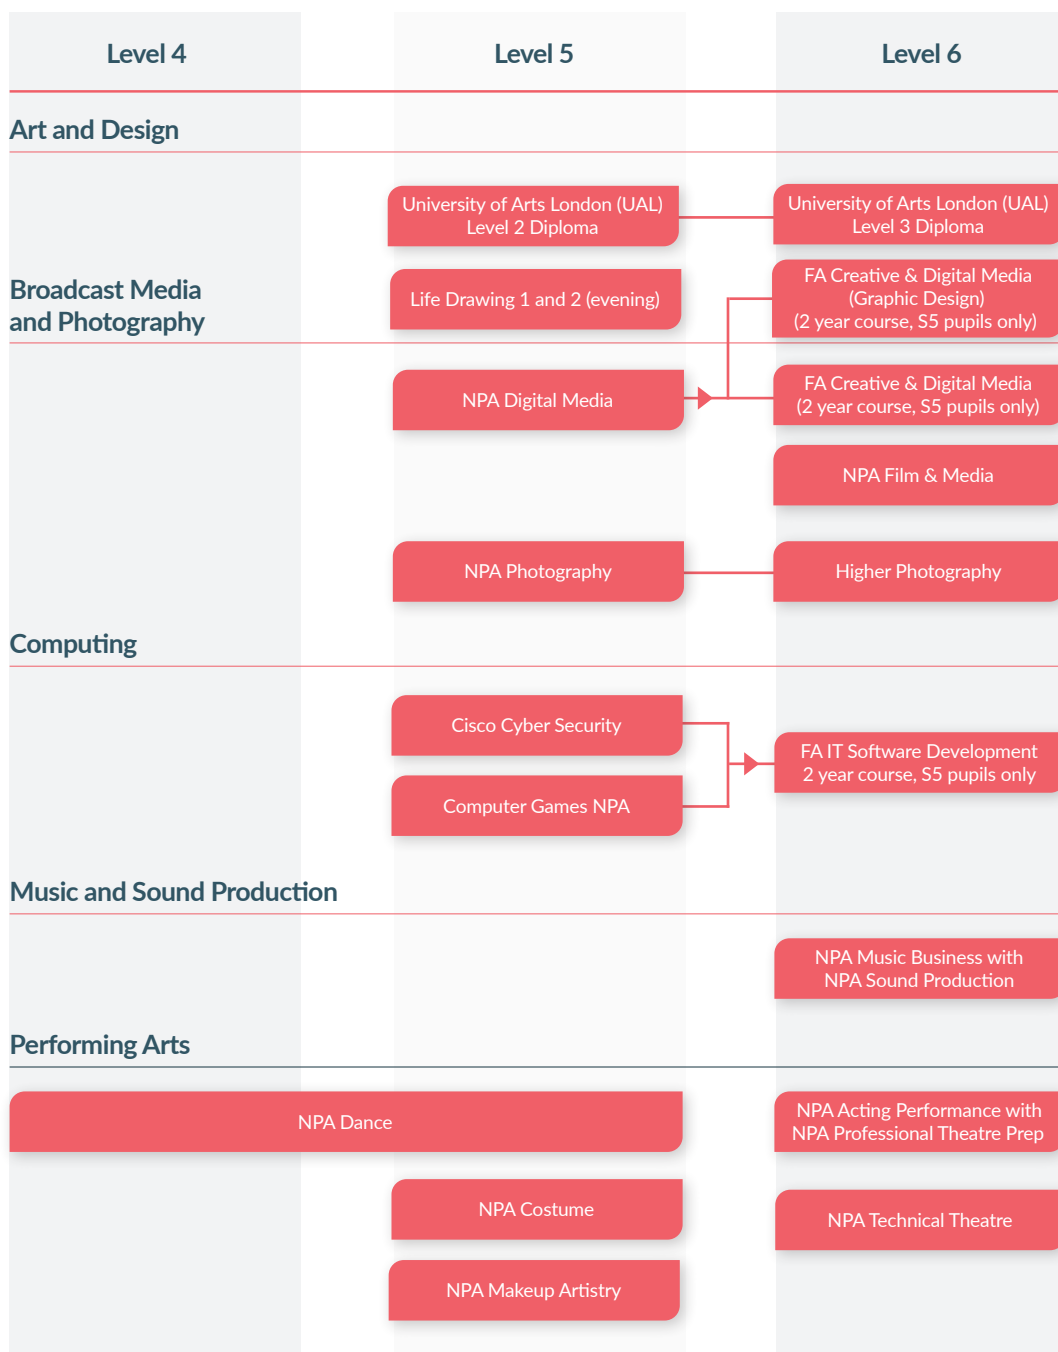 Level 4
Level 5
Level 6
Art and Design
University of Arts London (UAL)
Level 2 Diploma
University of Arts London (UAL)
Level 3 Diploma
Life Drawing 1 and 2 (evening)
FA Creative & Digital Media
(Graphic Design)
(2 year course, S5 pupils only)
Broadcast Media
and Photography
NPA Digital Media
FA Creative & Digital Media
(2 year course, S5 pupils only)
NPA Film & Media
NPA Photography
Higher Photography
Computing
Cisco Cyber Security
Computer Games NPA
FA IT Software Development
2 year course, S5 pupils only
Music and Sound Production
NPA Music Business with
NPA Sound Production
Performing Arts
NPA Dance
NPA Acting Performance with
NPA Professional Theatre Prep
NPA Costume
NPA Technical Theatre
NPA Makeup Artistry